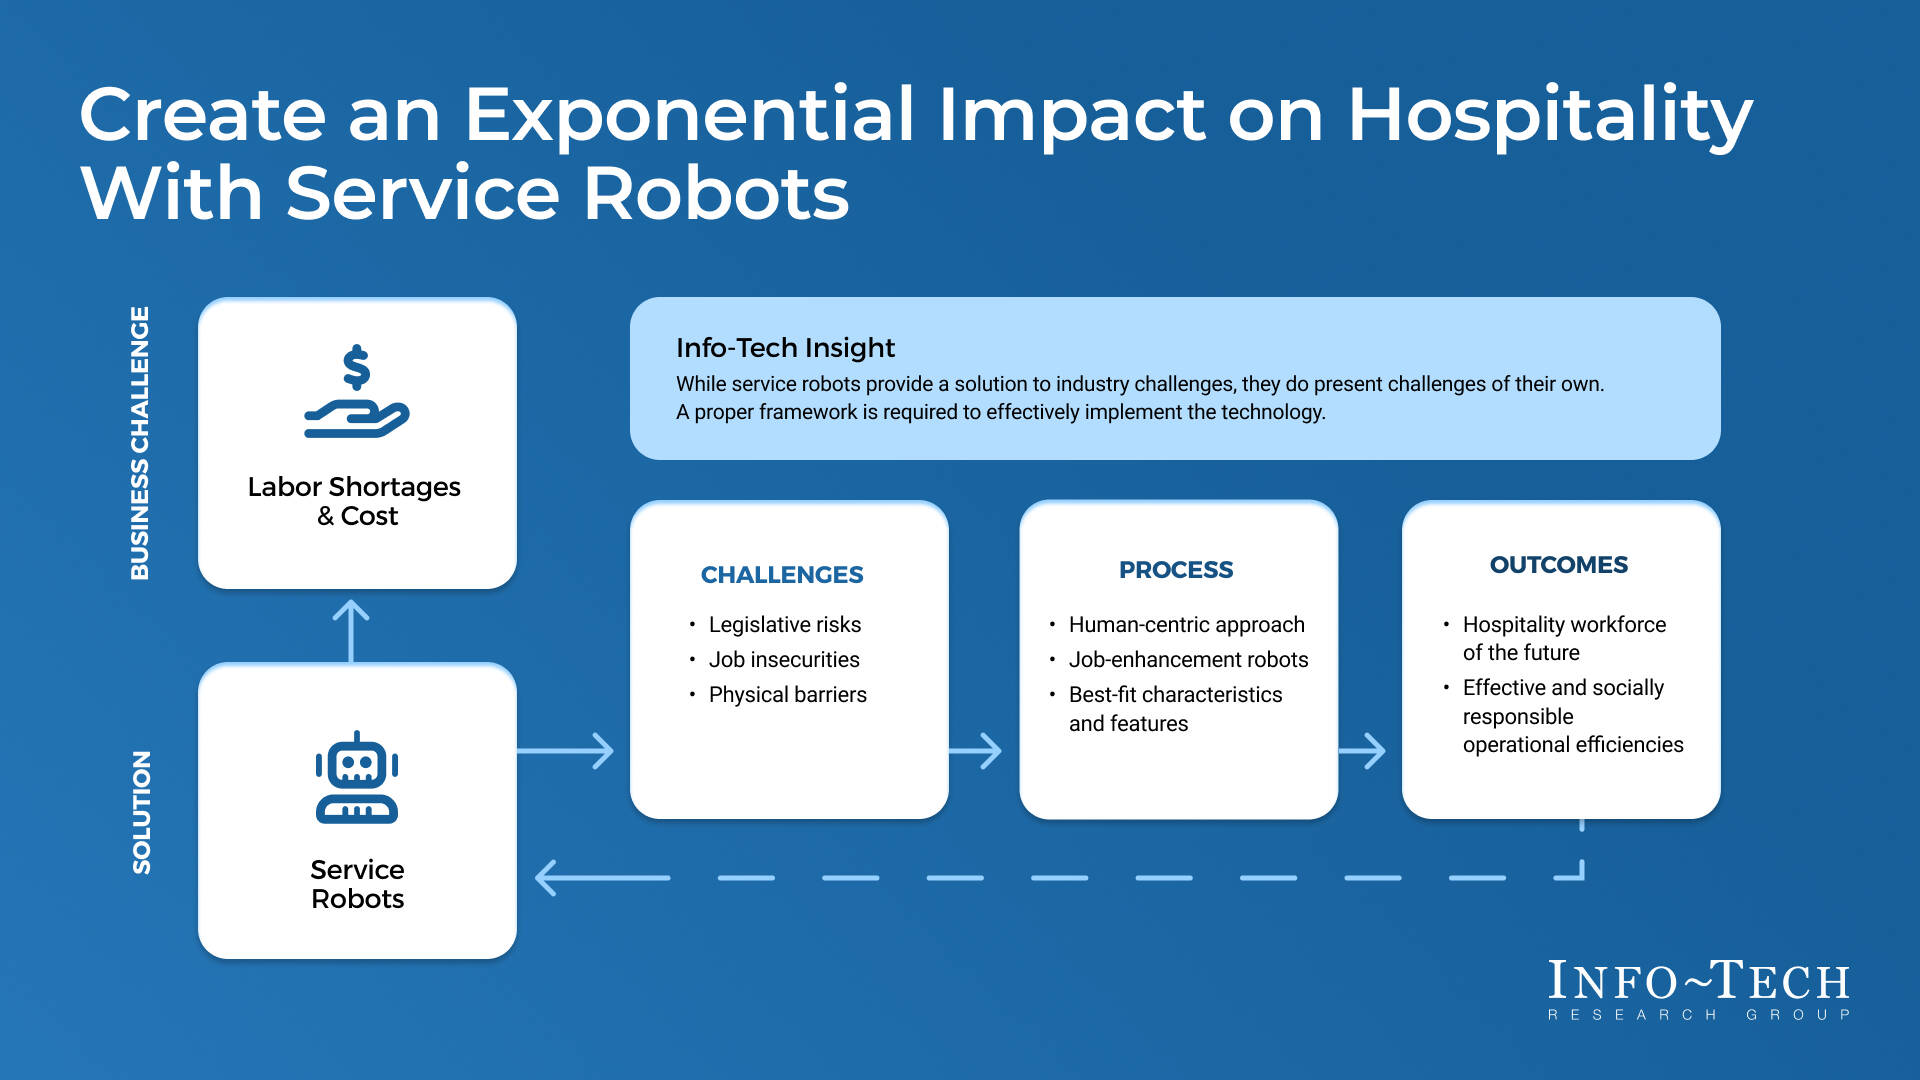 Create an Exponential Impact on Hospitality
With Service Robots
BUSINESS CHALLENGE
$
Labor Shortages
& Cost
Info-Tech Insight
While service robots provide a solution to industry challenges, they do present challenges of their own.
A proper framework is required to effectively implement the technology.
SOLUTION
Service
Robots
CHALLENGES
• Legislative risks
• Job insecurities
• Physical barriers
PROCESS
• Human-centric approach
• Job-enhancement robots
• Best-fit characteristics
and features
OUTCOMES
• Hospitality workforce
of the future
• Effective and socially
responsible
operational efficiencies
INFO~TECH
RESEARCH GROUP